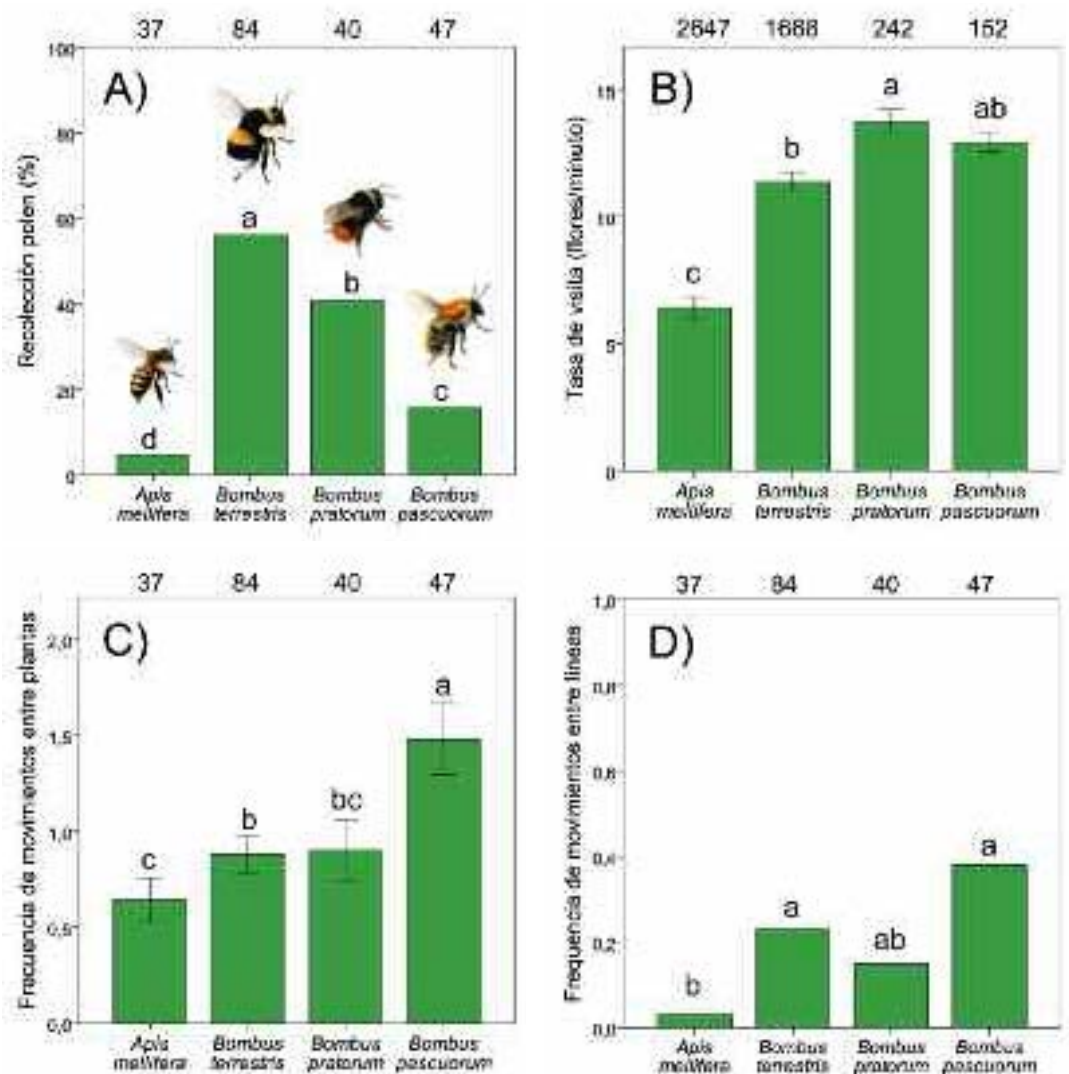 37 84 40 47
A)
Recolección polen (%)
100
80
60
40
20
0
a
b
c
d
Apis mellifera
Bombus terrestris
Bombus pratorum
Bombus pascuorum
2647 1688 242 152
B)
Tasa de visita (flores/minuto)
15
10
5
0
a
ab
b
c
Apis mellifera
Bombus terrestris
Bombus pratorum
Bombus pascuorum
37 84 40 47
C)
Frecuencia de movimientos entre plantas
2,0
1,5
1,0
0,5
0,0
a
bc
b
c
Apis mellifera
Bombus terrestris
Bombus pratorum
Bombus pascuorum
37 84 40 47
D)
Frequencia de movimientos entre líneas
1,0
0,8
0,6
0,4
0,2
0,0
a
a
ab
b
Apis mellifera
Bombus terrestris
Bombus pratorum
Bombus pascuorum